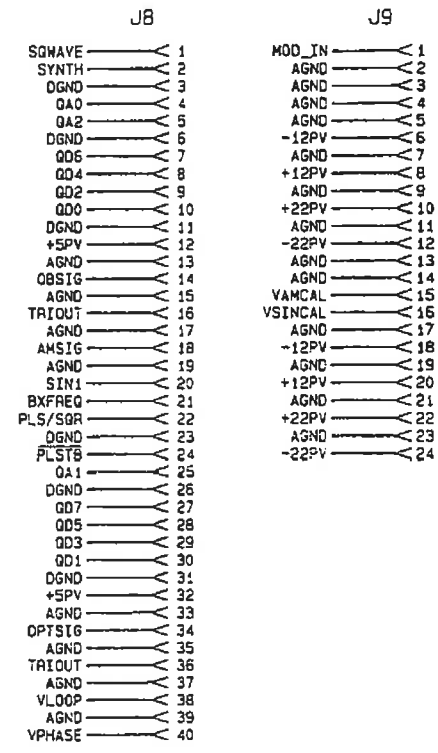 J8
SQWAVE 1
SYNTH 2
DGND 3
QA0 4
QA2 5
DGND 6
QD6 7
QD4 8
QD2 9
QD0 10
DGND 11
+5PV 12
AGND 13
OBSIG 14
AGND 15
TRIOUT 16
AGND 17
AMSIG 18
AGND 19
SIN1 20
BXFREQ 21
PLS/SQR 22
DGND 23
PLSTB 24
QA1 25
DGND 26
QD7 27
QD5 28
QD3 29
QD1 30
DGND 31
+5PV 32
AGND 33
OPTSIG 34
AGND 35
TRIOUT 36
AGND 37
VLOOP 38
AGND 39
VPHASE 40
J9
MOD_IN 1
AGND 2
AGND 3
AGND 4
AGND 5
-12PV 6
AGND 7
+12PV 8
AGND 9
+22PV 10
AGND 11
-22PV 12
AGND 13
AGND 14
VAMCAL 15
VSINCAL 16
AGND 17
-12PV 18
AGND 19
+12PV 20
AGND 21
+22PV 22
AGND 23
-22PV 24